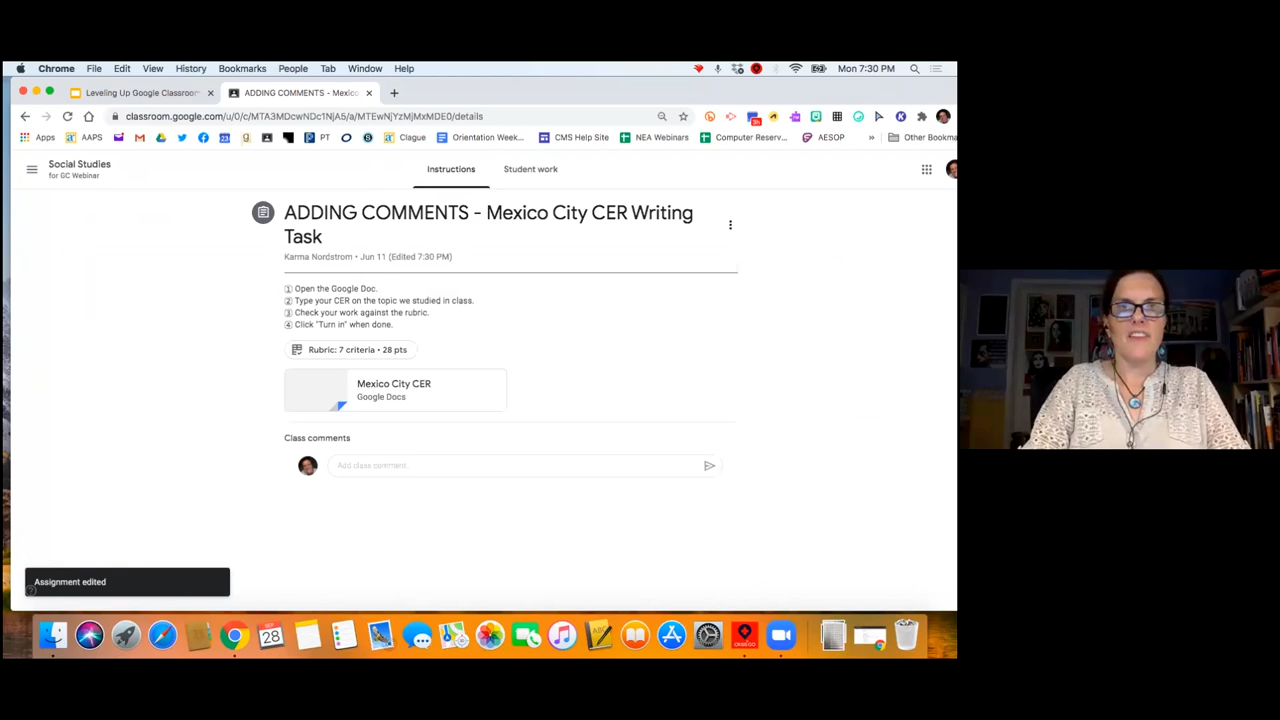 Chrome File Edit View History Bookmarks People Tab Window Help Mon 7:30 PM
Leveling Up Google Classroom ADDING COMMENTS - Mexico
classroom.google.com/u/0/c/MTA3MDcwNDc1NjA5/a/MTEwNjYzMjMxMDE0/details
Apps AAPS 23 PT Clague Orientation Week... CMS Help Site NEA Webinars Computer Reserv... AESOP » Other Bookma
Social Studies
for GC Webinar
Instructions Student work
ADDING COMMENTS - Mexico City CER Writing
Task
Karma Nordstrom • Jun 11 (Edited 7:30 PM)
① Open the Google Doc.
② Type your CER on the topic we studied in class.
③ Check your work against the rubric.
④ Click "Turn in" when done.
Rubric: 7 criteria • 28 pts
Mexico City CER
Google Docs
Class comments
Add class comment.
Assignment edited
SEP
28